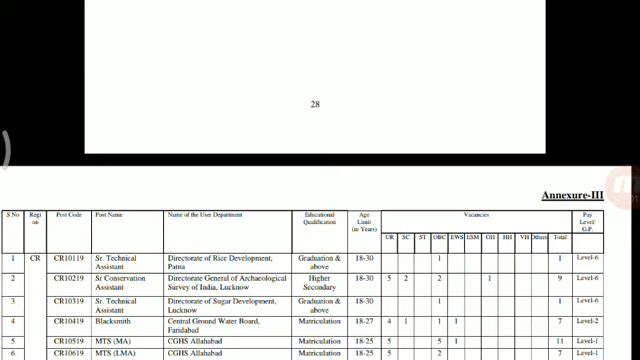 28
Annexure-III
S No Regi on Post Code Post Name Name of the User Department Educational Qualification Age Limit (in Years) Vacancies Pay Level/ G.P.
UR SC ST OBC EWS ESM OH HH VH Others Total
1 CR CR10119 Sr. Technical Assistant Directorate of Rice Development, Patna Graduation & above 18-30 1 1 Level-6
2 CR10219 Sr Conservation Assistant Directorate General of Archaeological Survey of India, Lucknow Higher Secondary 18-30 5 2 2 1 9 Level-6
3 CR10319 Sr. Technical Assistant Directorate of Sugar Development, Lucknow Graduation & above 18-30 1 1 Level-6
4 CR10419 Blacksmith Central Ground Water Board, Faridabad Matriculation 18-27 4 1 1 1 7 Level-2
5 CR10519 MTS (MA) CGHS Allahabad Matriculation 18-25 5 5 1 11 Level-1
6 CR10619 MTS (LMA) CGHS Allahabad Matriculation 18-25 5 2 7 Level-1